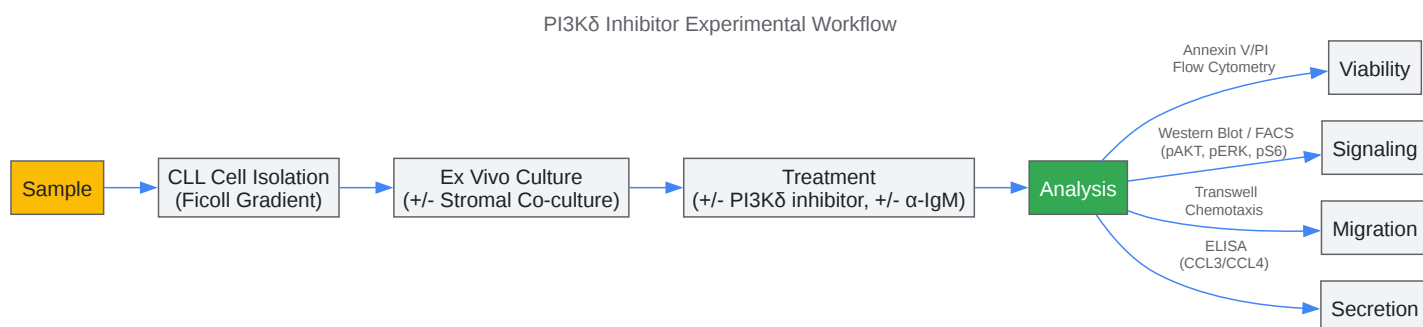 PI3Kδ Inhibitor Experimental Workflow
Sample
CLL Cell Isolation
(Ficoll Gradient)
Ex Vivo Culture
(+/- Stromal Co-culture)
Treatment
(+/- PI3Kδ inhibitor, +/- α-IgM)
Analysis
Annexin V/PI
Flow Cytometry
Viability
Western Blot / FACS
(pAKT, pERK, pS6)
Signaling
Transwell
Chemotaxis
Migration
ELISA
(CCL3/CCL4)
Secretion